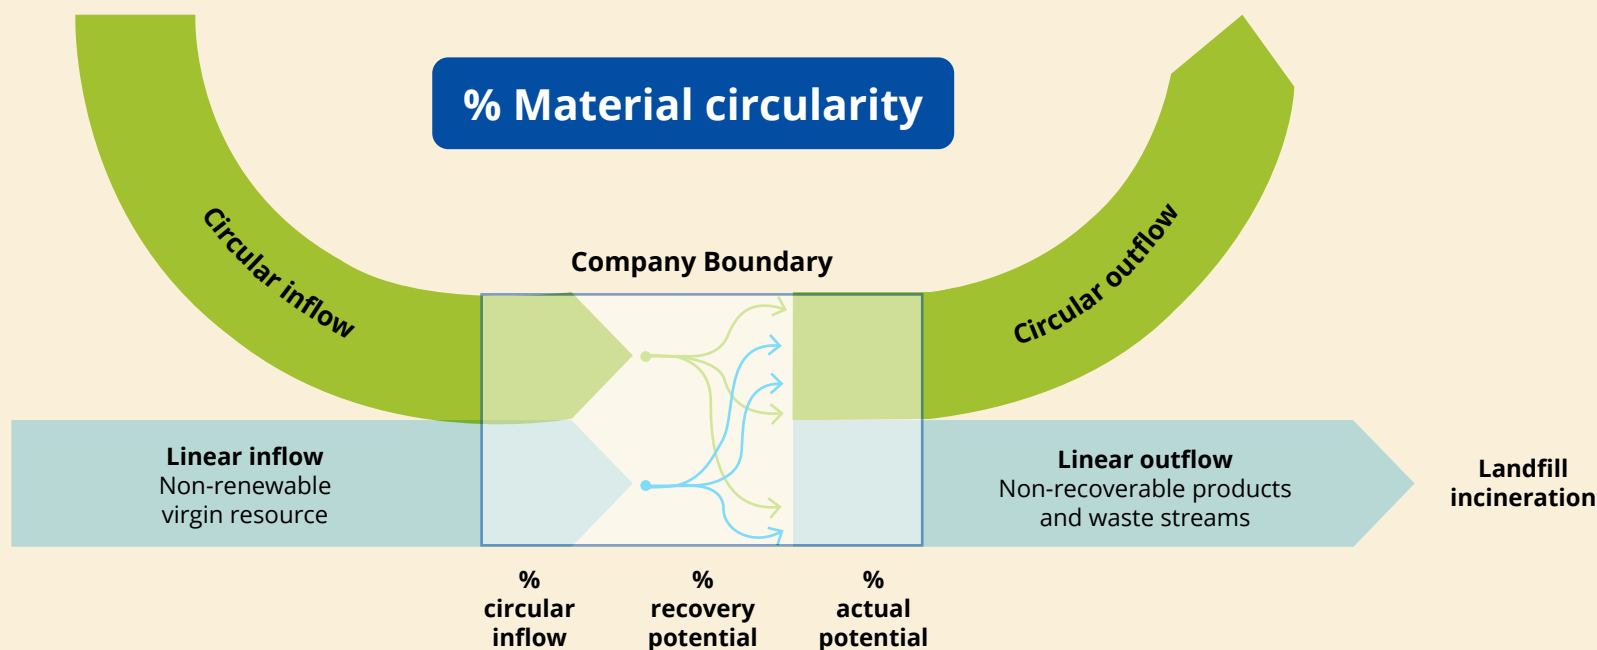 % Material circularity
Circular inflow
Company Boundary
Circular outflow
Linear inflow
Non-renewable
virgin resource
Linear outflow
Non-recoverable products
and waste streams
Landfill
incineration
%
circular
inflow
%
recovery
potential
%
actual
potential